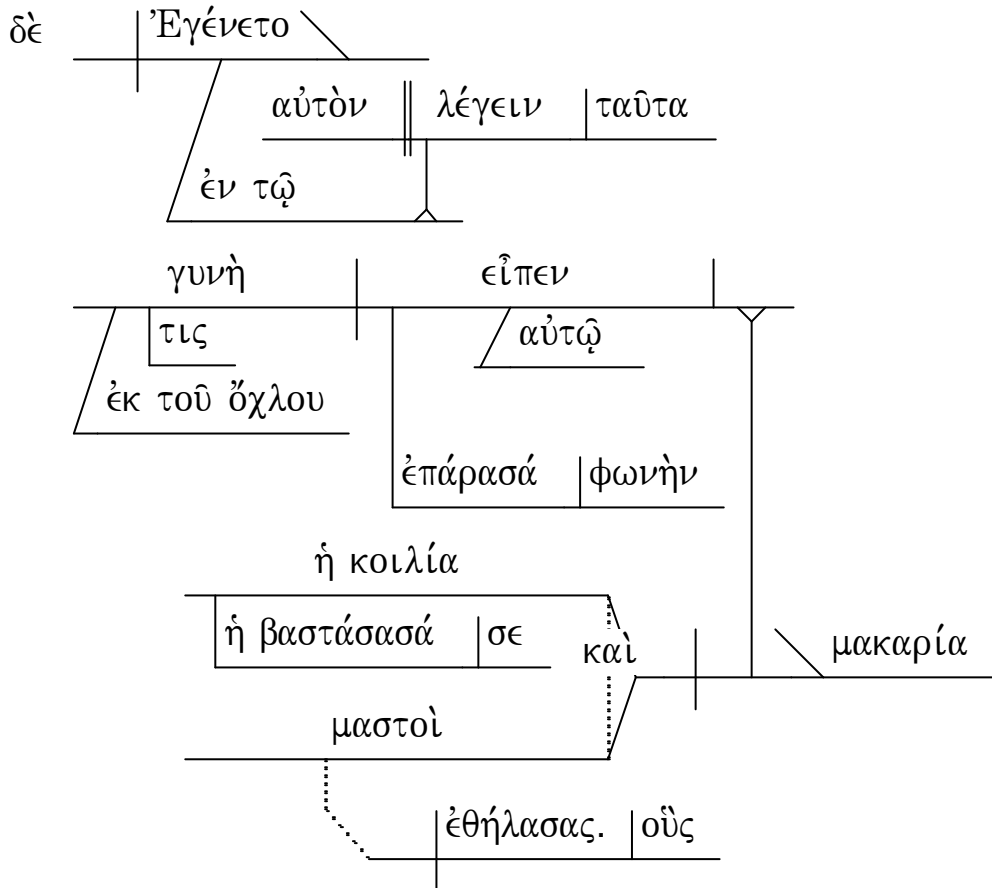 δὲ Ἐγένετο
αὐτὸν λέγειν ταῦτα
ἐν τῷ
γυνὴ εἶπεν
τις αὐτῷ
ἐκ τοῦ ὄχλου
ἐπάρασά φωνὴν
ἡ κοιλία
ἡ βαστάσασά σε
καὶ μακαρία
μαστοὶ
ἐθήλασας. οὓς